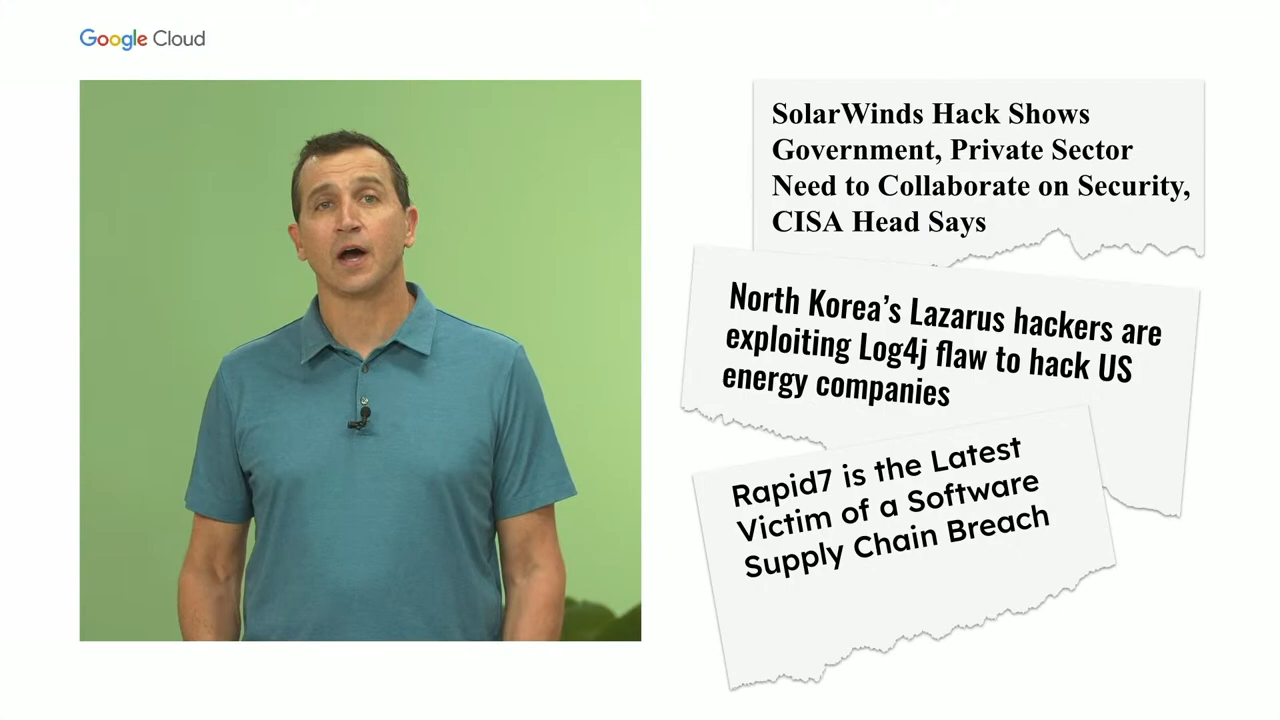 Google Cloud
SolarWinds Hack Shows
Government, Private Sector
Need to Collaborate on Security,
CISA Head Says
North Korea’s Lazarus hackers are
exploiting Log4j flaw to hack US
energy companies
Rapid7 is the Latest
Victim of a Software
Supply Chain Breach